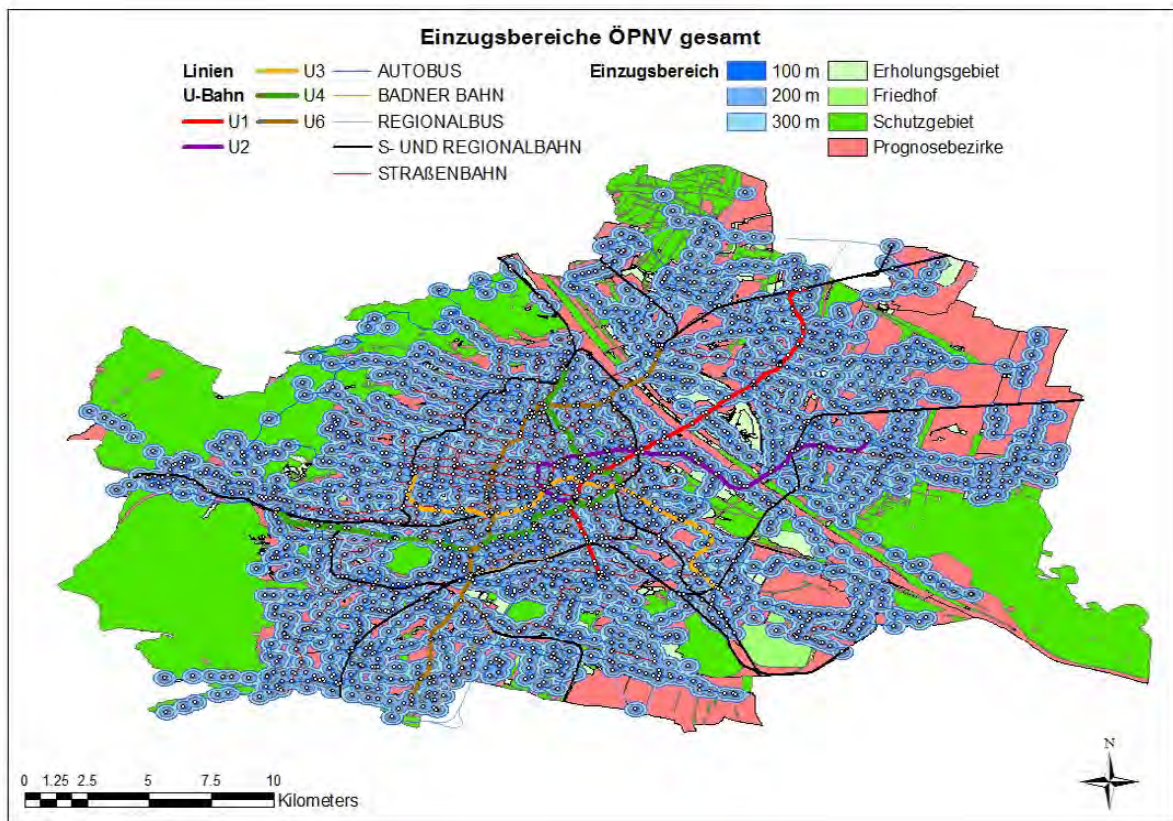 Einzugsbereiche ÖPNV gesamt
Linien
U-Bahn
U1
U2
U3
U4
U6
AUTOBUS
BADNER BAHN
REGIONALBUS
S- UND REGIONALBAHN
STRAßENBAHN
Einzugsbereich
100 m
200 m
300 m
Erholungsgebiet
Friedhof
Schutzgebiet
Prognosebezirke
0 1.25 2.5 5 7.5 10
Kilometers
N